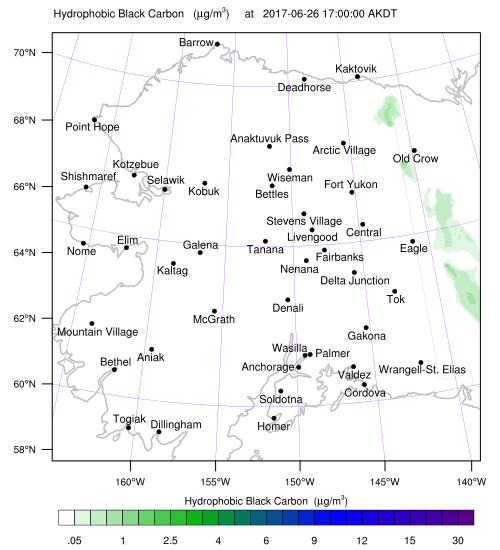 Hydrophobic Black Carbon (μg/m³) at 2017-06-26 17:00:00 AKDT
70°N
68°N
66°N
64°N
62°N
60°N
58°N
Barrow
Kaktovik
Deadhorse
Point Hope
Anaktuvuk Pass
Arctic Village
Old Crow
Kotzebue
Shishmaref
Selawik
Kobuk
Wiseman
Bettles
Fort Yukon
Stevens Village
Livengood
Central
Nome
Elim
Galena
Tanana
Fairbanks
Eagle
Kaltag
Nenana
Delta Junction
Denali
Tok
McGrath
Mountain Village
Gakona
Aniak
Wasilla
Palmer
Bethel
Anchorage
Valdez
Wrangell-St. Elias
Cordova
Soldotna
Togiak
Dillingham
Homer
160°W
155°W
150°W
145°W
140°W
Hydrophobic Black Carbon (μg/m³)
.05 1 2.5 4 6 9 12 15 30